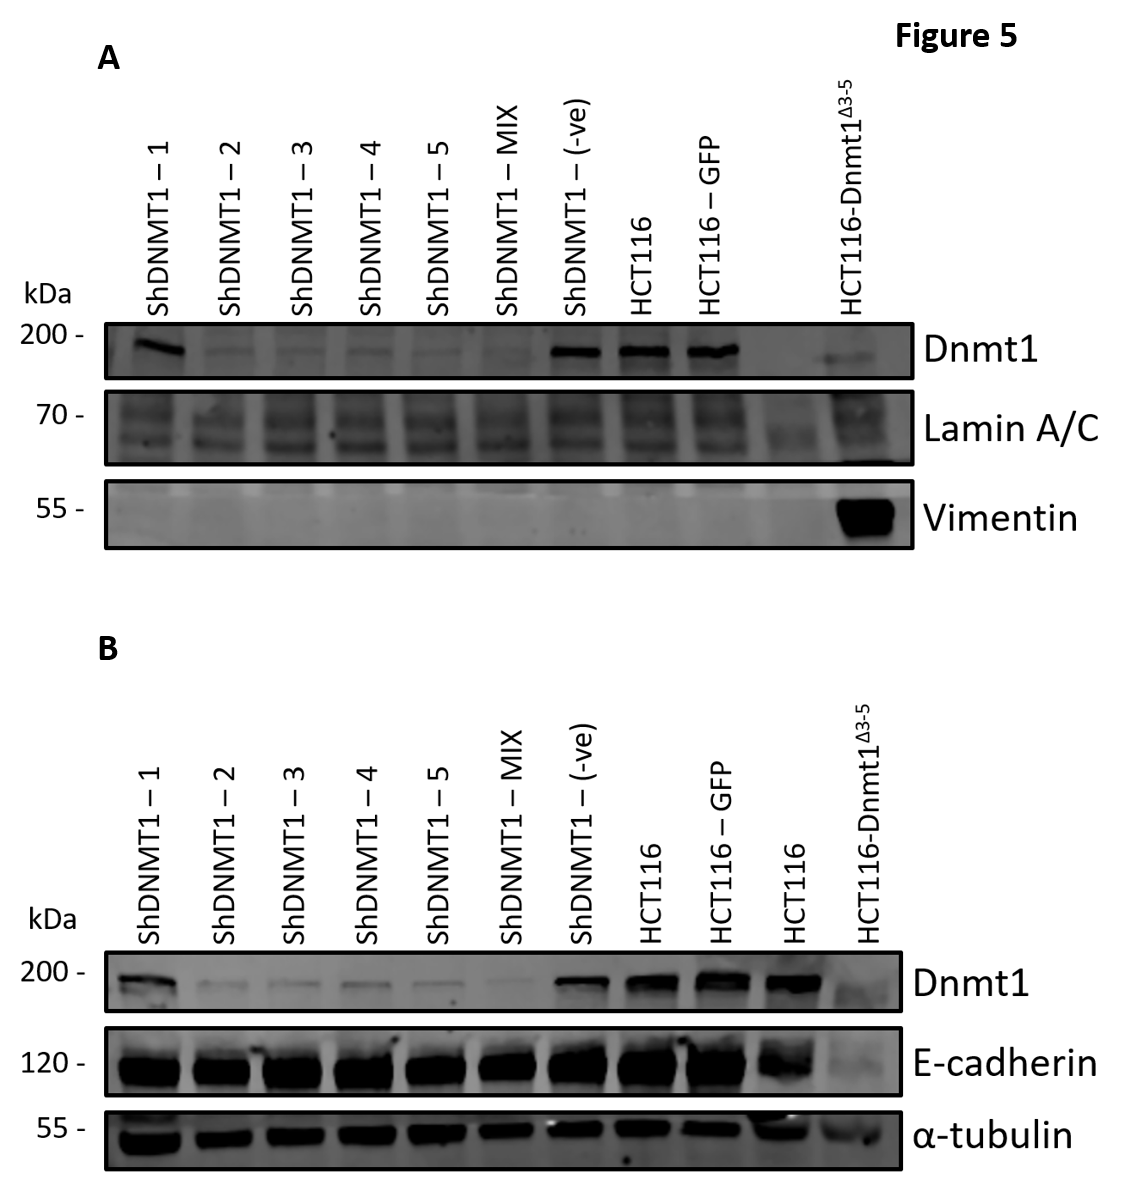 Figure 5
A
kDa
ShDNMT1 – 1
ShDNMT1 – 2
ShDNMT1 – 3
ShDNMT1 – 4
ShDNMT1 – 5
ShDNMT1 – MIX
ShDNMT1 – (-ve)
HCT116
HCT116 – GFP
HCT116-Dnmt1Δ3-5
200 -
Dnmt1
70 -
Lamin A/C
55 -
Vimentin
B
kDa
ShDNMT1 – 1
ShDNMT1 – 2
ShDNMT1 – 3
ShDNMT1 – 4
ShDNMT1 – 5
ShDNMT1 – MIX
ShDNMT1 – (-ve)
HCT116
HCT116 – GFP
HCT116
HCT116-Dnmt1Δ3-5
200 -
Dnmt1
120 -
E-cadherin
55 -
α-tubulin